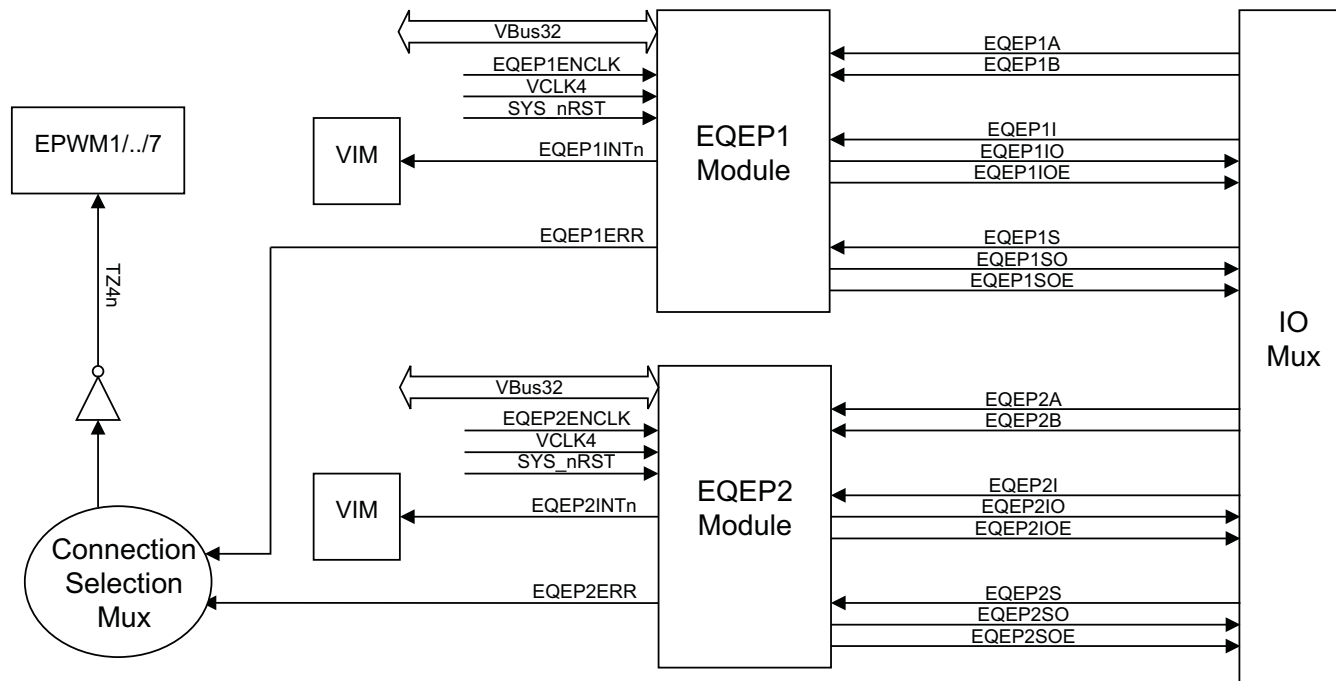 VBus32
EQEP1ENCLK
VCLK4
SYS_nRST
EPWM1/../7
VIM
EQEP1INTn
EQEP1
Module
EQEP1A
EQEP1B
EQEP1I
EQEP1IO
EQEP1IOE
EQEP1ERR
EQEP1S
EQEP1SO
EQEP1SOE
TZ4n
IO
Mux
VBus32
EQEP2ENCLK
VCLK4
SYS_nRST
VIM
EQEP2INTn
EQEP2
Module
EQEP2A
EQEP2B
EQEP2I
EQEP2IO
EQEP2IOE
Connection
Selection
Mux
EQEP2ERR
EQEP2S
EQEP2SO
EQEP2SOE